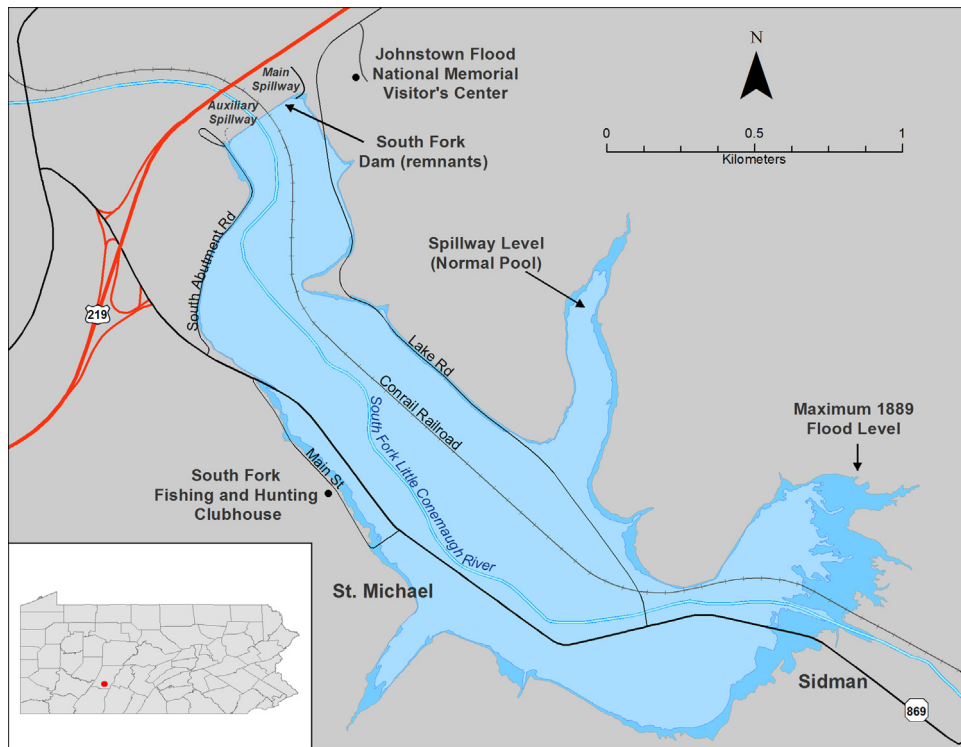 Johnstown Flood
National Memorial
Visitor's Center
N
Main
Spillway
Auxiliary
Spillway
South Fork
Dam (remnants)
0
0.5
1
Kilometers
South Abutment Rd
Spillway Level
(Normal Pool)
219
Lake Rd
Conrail Railroad
South Fork Little Conemaugh River
Maximum 1889
Flood Level
Main St
South Fork
Fishing and Hunting
Clubhouse
St. Michael
Sidman
869